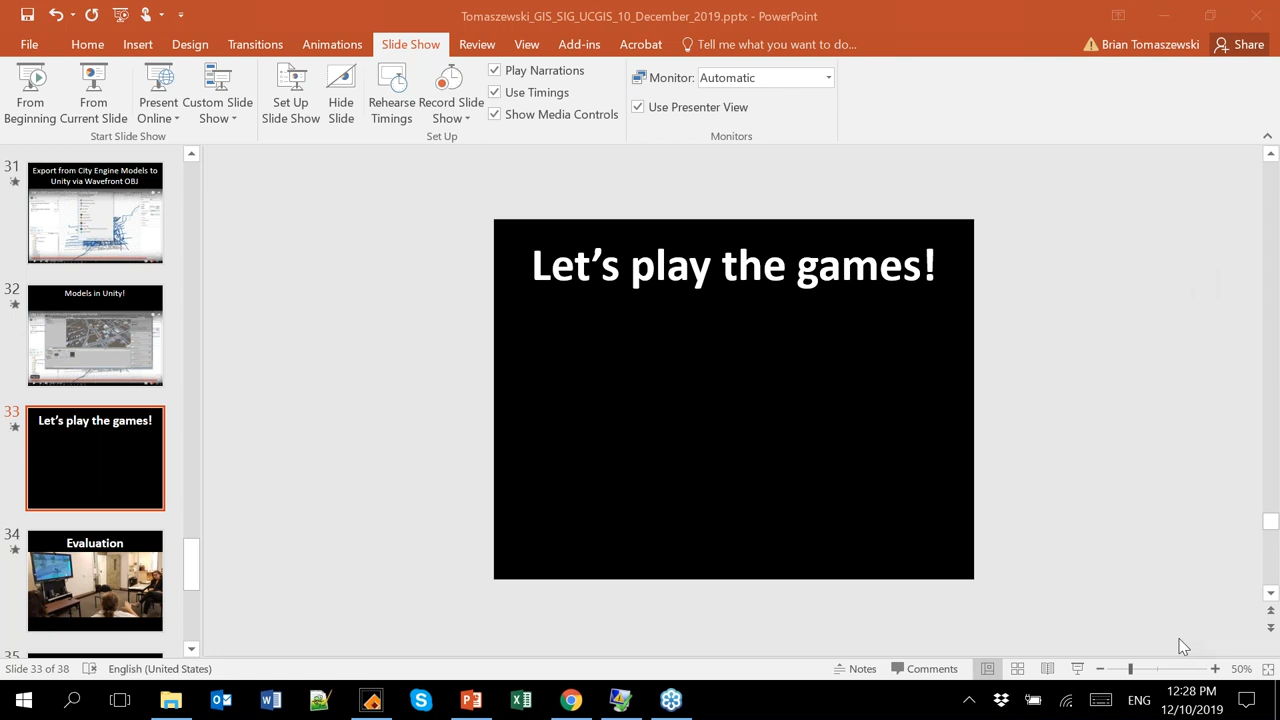 Tomaszewski_GIS_SIG_UCGIS_10_December_2019.pptx - PowerPoint
File Home Insert Design Transitions Animations Slide Show Review View Add-ins Acrobat Tell me what you want to do... Brian Tomaszewski Share
From Beginning
From Current Slide
Present Online
Custom Slide Show
Set Up Slide Show
Hide Slide
Rehearse Timings
Record Slide Show
Play Narrations
Use Timings
Show Media Controls
Monitor: Automatic
Use Presenter View
Start Slide Show
Set Up
Monitors
31
Export from City Engine Models to
Unity via Wavefront OBJ
32
Models in Unity!
33
Let's play the games!
34
Evaluation
35
Let's play the games!
Slide 33 of 38 English (United States) Notes Comments 50%
ENG
12:28 PM
12/10/2019